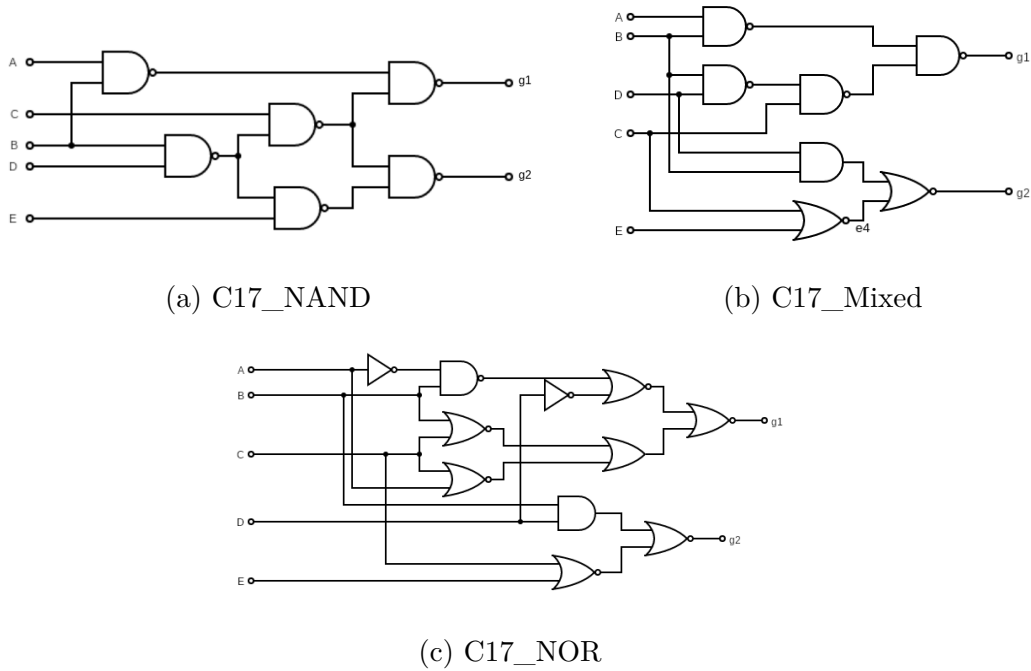 A
C
B
D
E
g1
g2
(a) C17_NAND
A
B
D
C
E
e4
g1
g2
(b) C17_Mixed
A
B
C
D
E
g1
g2
(c) C17_NOR